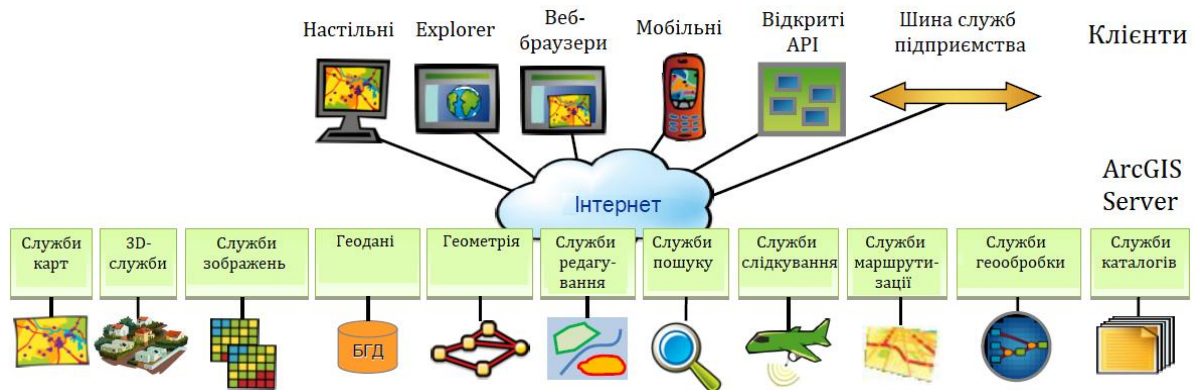 Настільні
Explorer
Веб-
браузери
Мобільні
Відкриті
API
Шина служб
підприємства
Клієнти
Інтернет
ArcGIS
Server
Служби
карт
3D-
служби
Служби
зображень
Геодані
Геометрія
Служби
редагу-
вання
Служби
пошуку
Служби
слідкування
Служби
маршрути-
зації
Служби
геообробки
Служби
каталогів
БГД